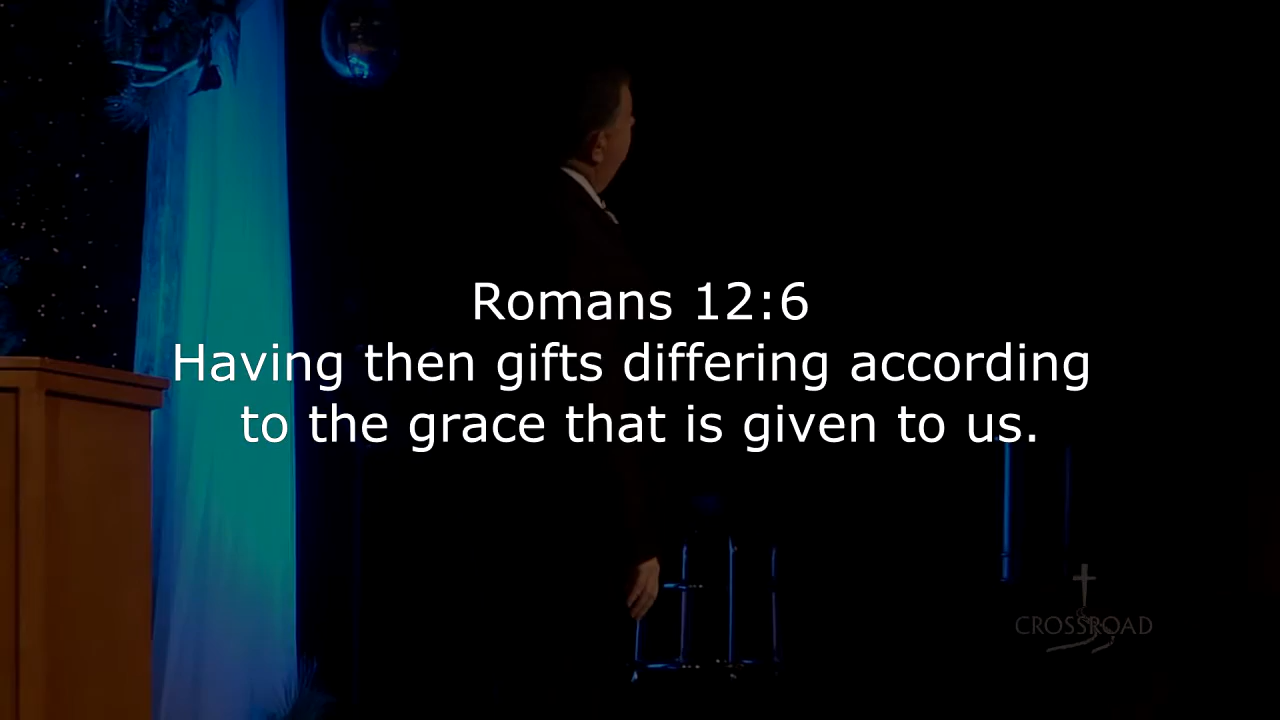 Romans 12:6
Having then gifts differing according
to the grace that is given to us.
CROSSROAD